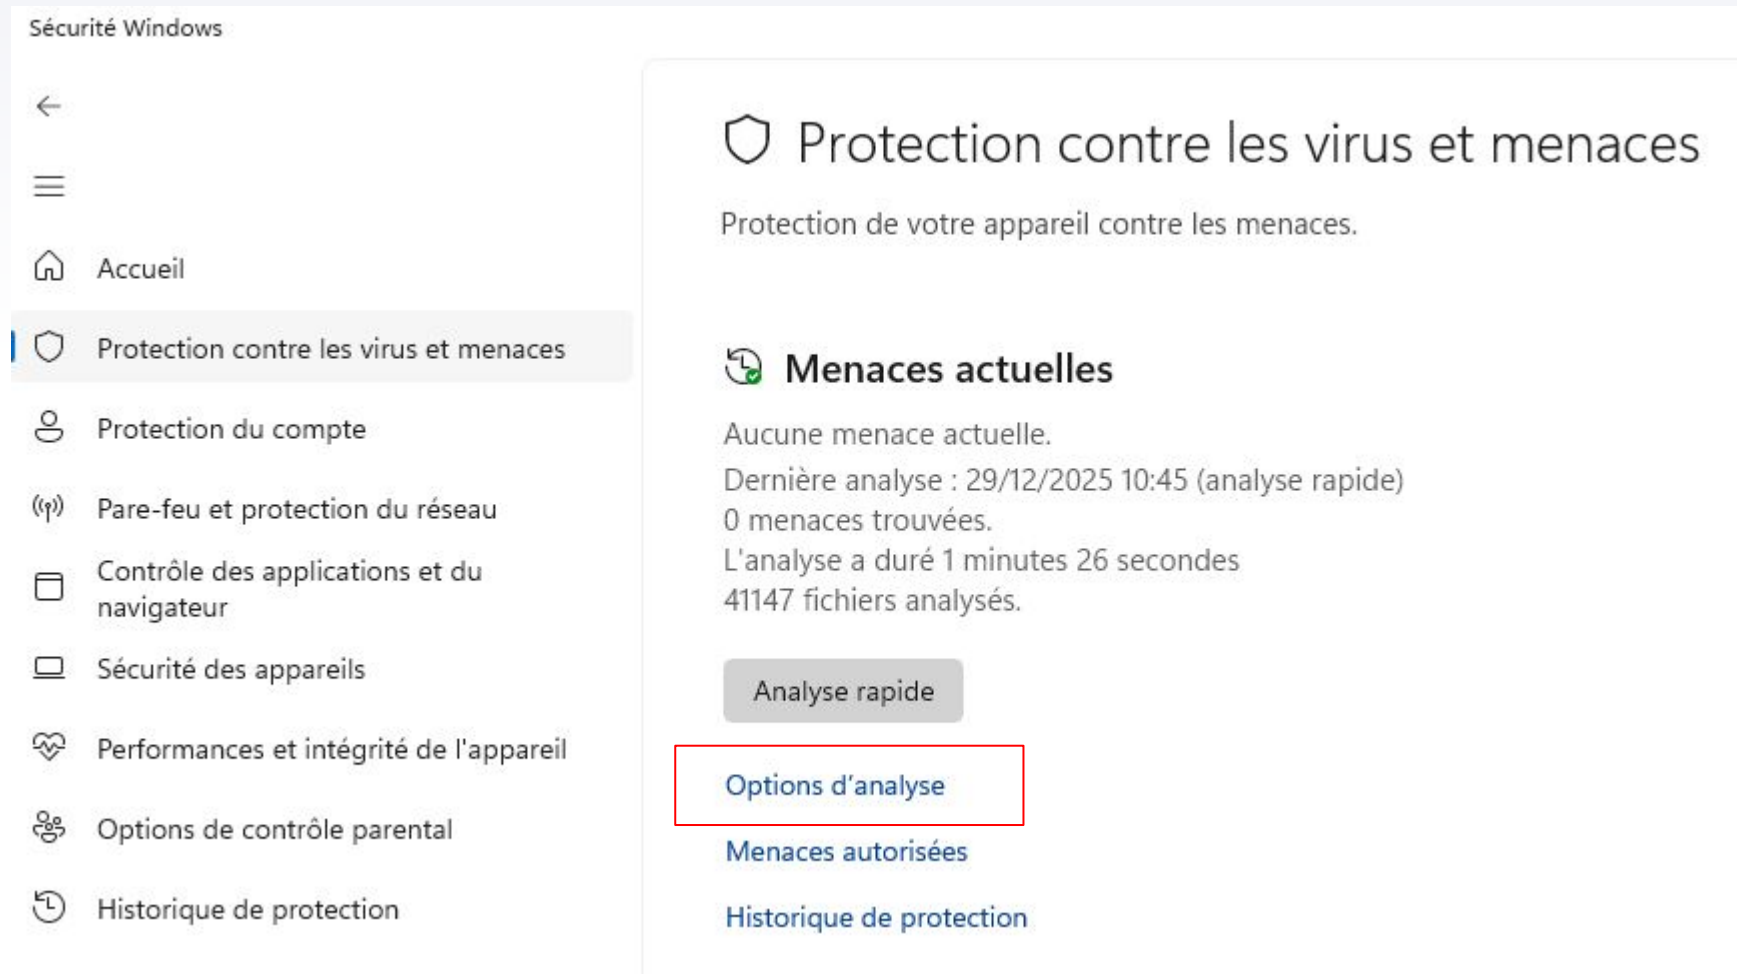 Sécurité Windows
Accueil
Protection contre les virus et menaces
Protection du compte
Pare-feu et protection du réseau
Contrôle des applications et du
navigateur
Sécurité des appareils
Performances et intégrité de l'appareil
Options de contrôle parental
Historique de protection
Protection contre les virus et menaces
Protection de votre appareil contre les menaces.
Menaces actuelles
Aucune menace actuelle.
Dernière analyse : 29/12/2025 10:45 (analyse rapide)
0 menaces trouvées.
L'analyse a duré 1 minutes 26 secondes
41147 fichiers analysés.
Analyse rapide
Options d’analyse
Menaces autorisées
Historique de protection